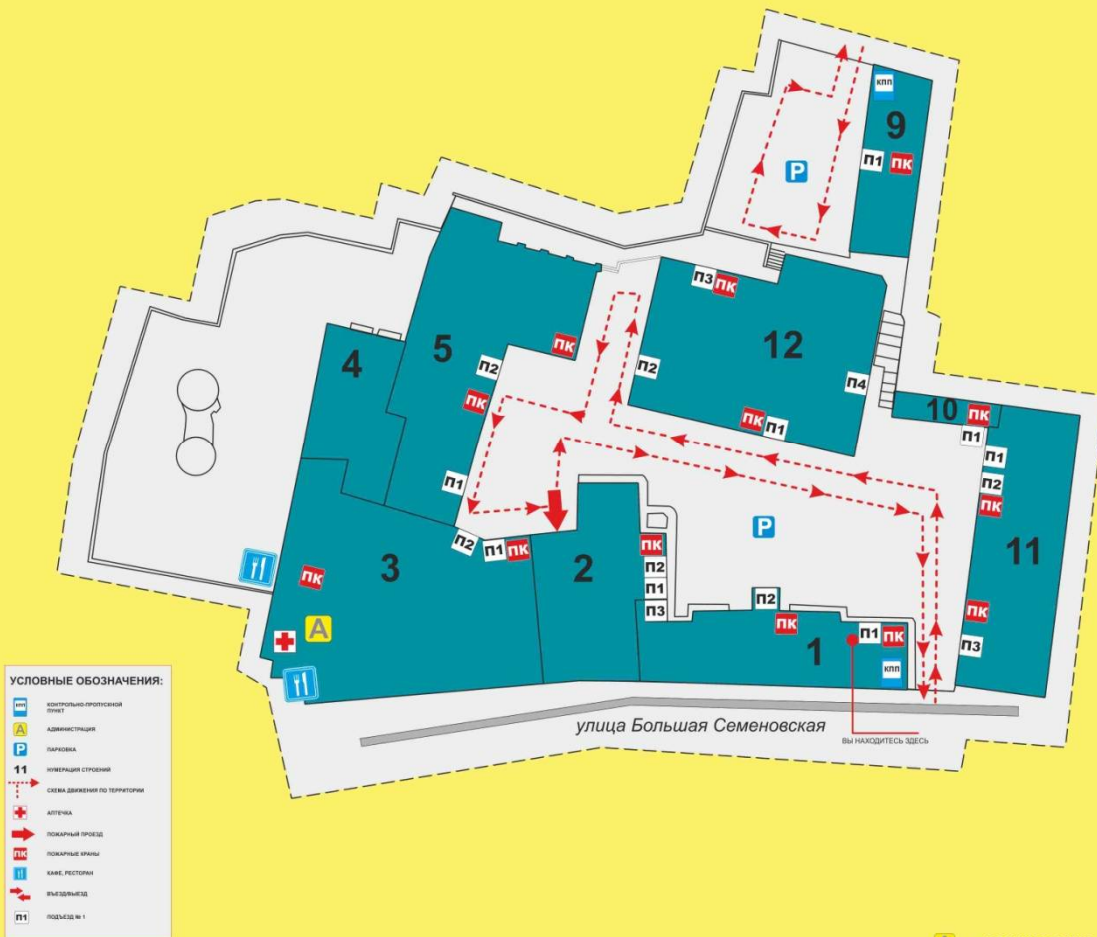 КПП
9
П1 ПК
P
П3 ПК
5
12
4
ПК
П2
П2
П4
ПК
10 ПК
ПК П1
П1
П1
П1
П2
ПК
P
П2
П1 ПК
ПК
3
2
П2
11
ПК
П1
П2
ПК
A
П3
ПК
П1 ПК
П3
1
КПП
улица Большая Семеновская
ВЫ НАХОДИТЕСЬ ЗДЕСЬ
УСЛОВНЫЕ ОБОЗНАЧЕНИЯ:
КПП КОНТРОЛЬНО-ПРОПУСКНОЙ
ПУНКТ
A АДМИНИСТРАЦИЯ
P ПАРКОВКА
11 НУМЕРАЦИЯ СТРОЕНИЙ
СХЕМА ДВИЖЕНИЯ ПО ТЕРРИТОРИИ
АПТЕЧКА
ПОЖАРНЫЙ ПРОЕЗД
ПК ПОЖАРНЫЕ КРАНЫ
КАФЕ, РЕСТОРАН
ВЪЕЗД/ВЫЕЗД
П1 ПОДЪЕЗД № 1